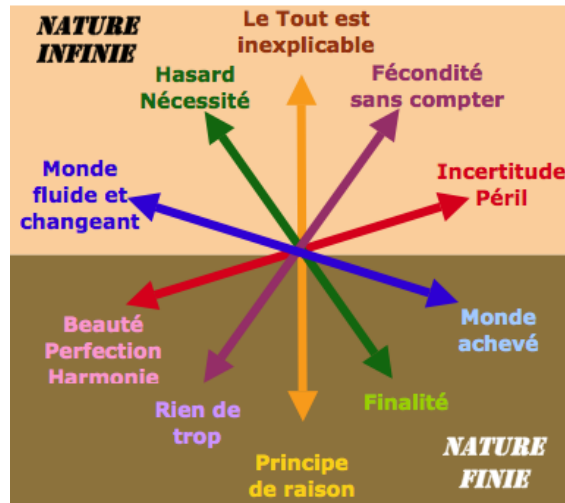 NATURE
INFINIE
Le Tout est
inexplicable
Hasard
Nécessité
Fécondité
sans compter
Monde
fluide et
changeant
Incertitude
Péril
Beauté
Perfection
Harmonie
Monde
achevé
Rien de
trop
Finalité
Principe
de raison
NATURE
FINIE